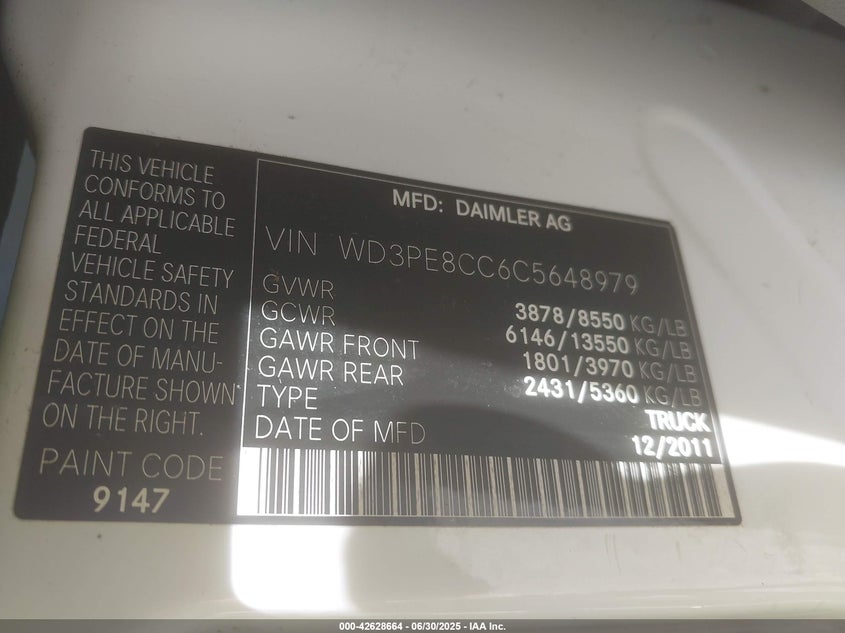 THIS VEHICLE
CONFORMS TO
ALL APPLICABLE
FEDERAL
VEHICLE SAFETY
STANDARDS IN
EFFECT ON THE
DATE OF MANU-
FACTURE SHOWN
ON THE RIGHT.
PAINT CODE
9147
MFD: DAIMLER AG
VIN WD3PE8CC6C5648979
GVWR 3878/8550 KG/LB
GCWR 6146/13550 KG/LB
GAWR FRONT 1801/3970 KG/LB
GAWR REAR 2431/5360 KG/LB
TYPE TRUCK
DATE OF MFD 12/2011
000-42628664 - 06/30/2025 - IAA Inc.